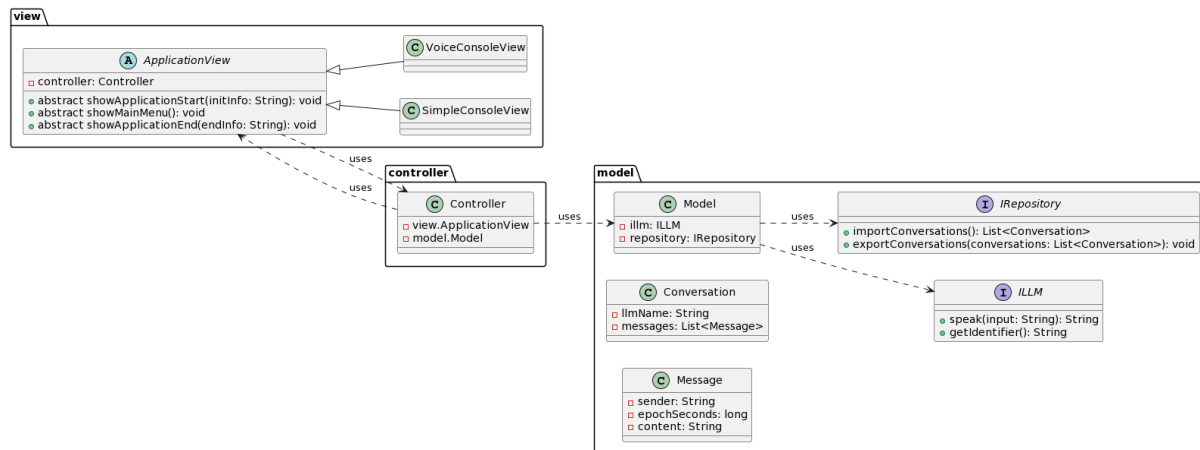 view
A ApplicationView
controller: Controller
abstract showApplicationStart(initInfo: String): void
abstract showMainMenu(): void
abstract showApplicationEnd(endInfo: String): void
C VoiceConsoleView
C SimpleConsoleView
uses
uses
controller
C Controller
view.ApplicationView
model.Model
uses
model
C Model
illm: ILLM
repository: IRepository
uses
uses
I IRepository
importConversations(): List<Conversation>
exportConversations(conversations: List<Conversation>): void
C Conversation
llmName: String
messages: List<Message>
I ILLM
speak(input: String): String
getIdentifier(): String
C Message
sender: String
epochSeconds: long
content: String